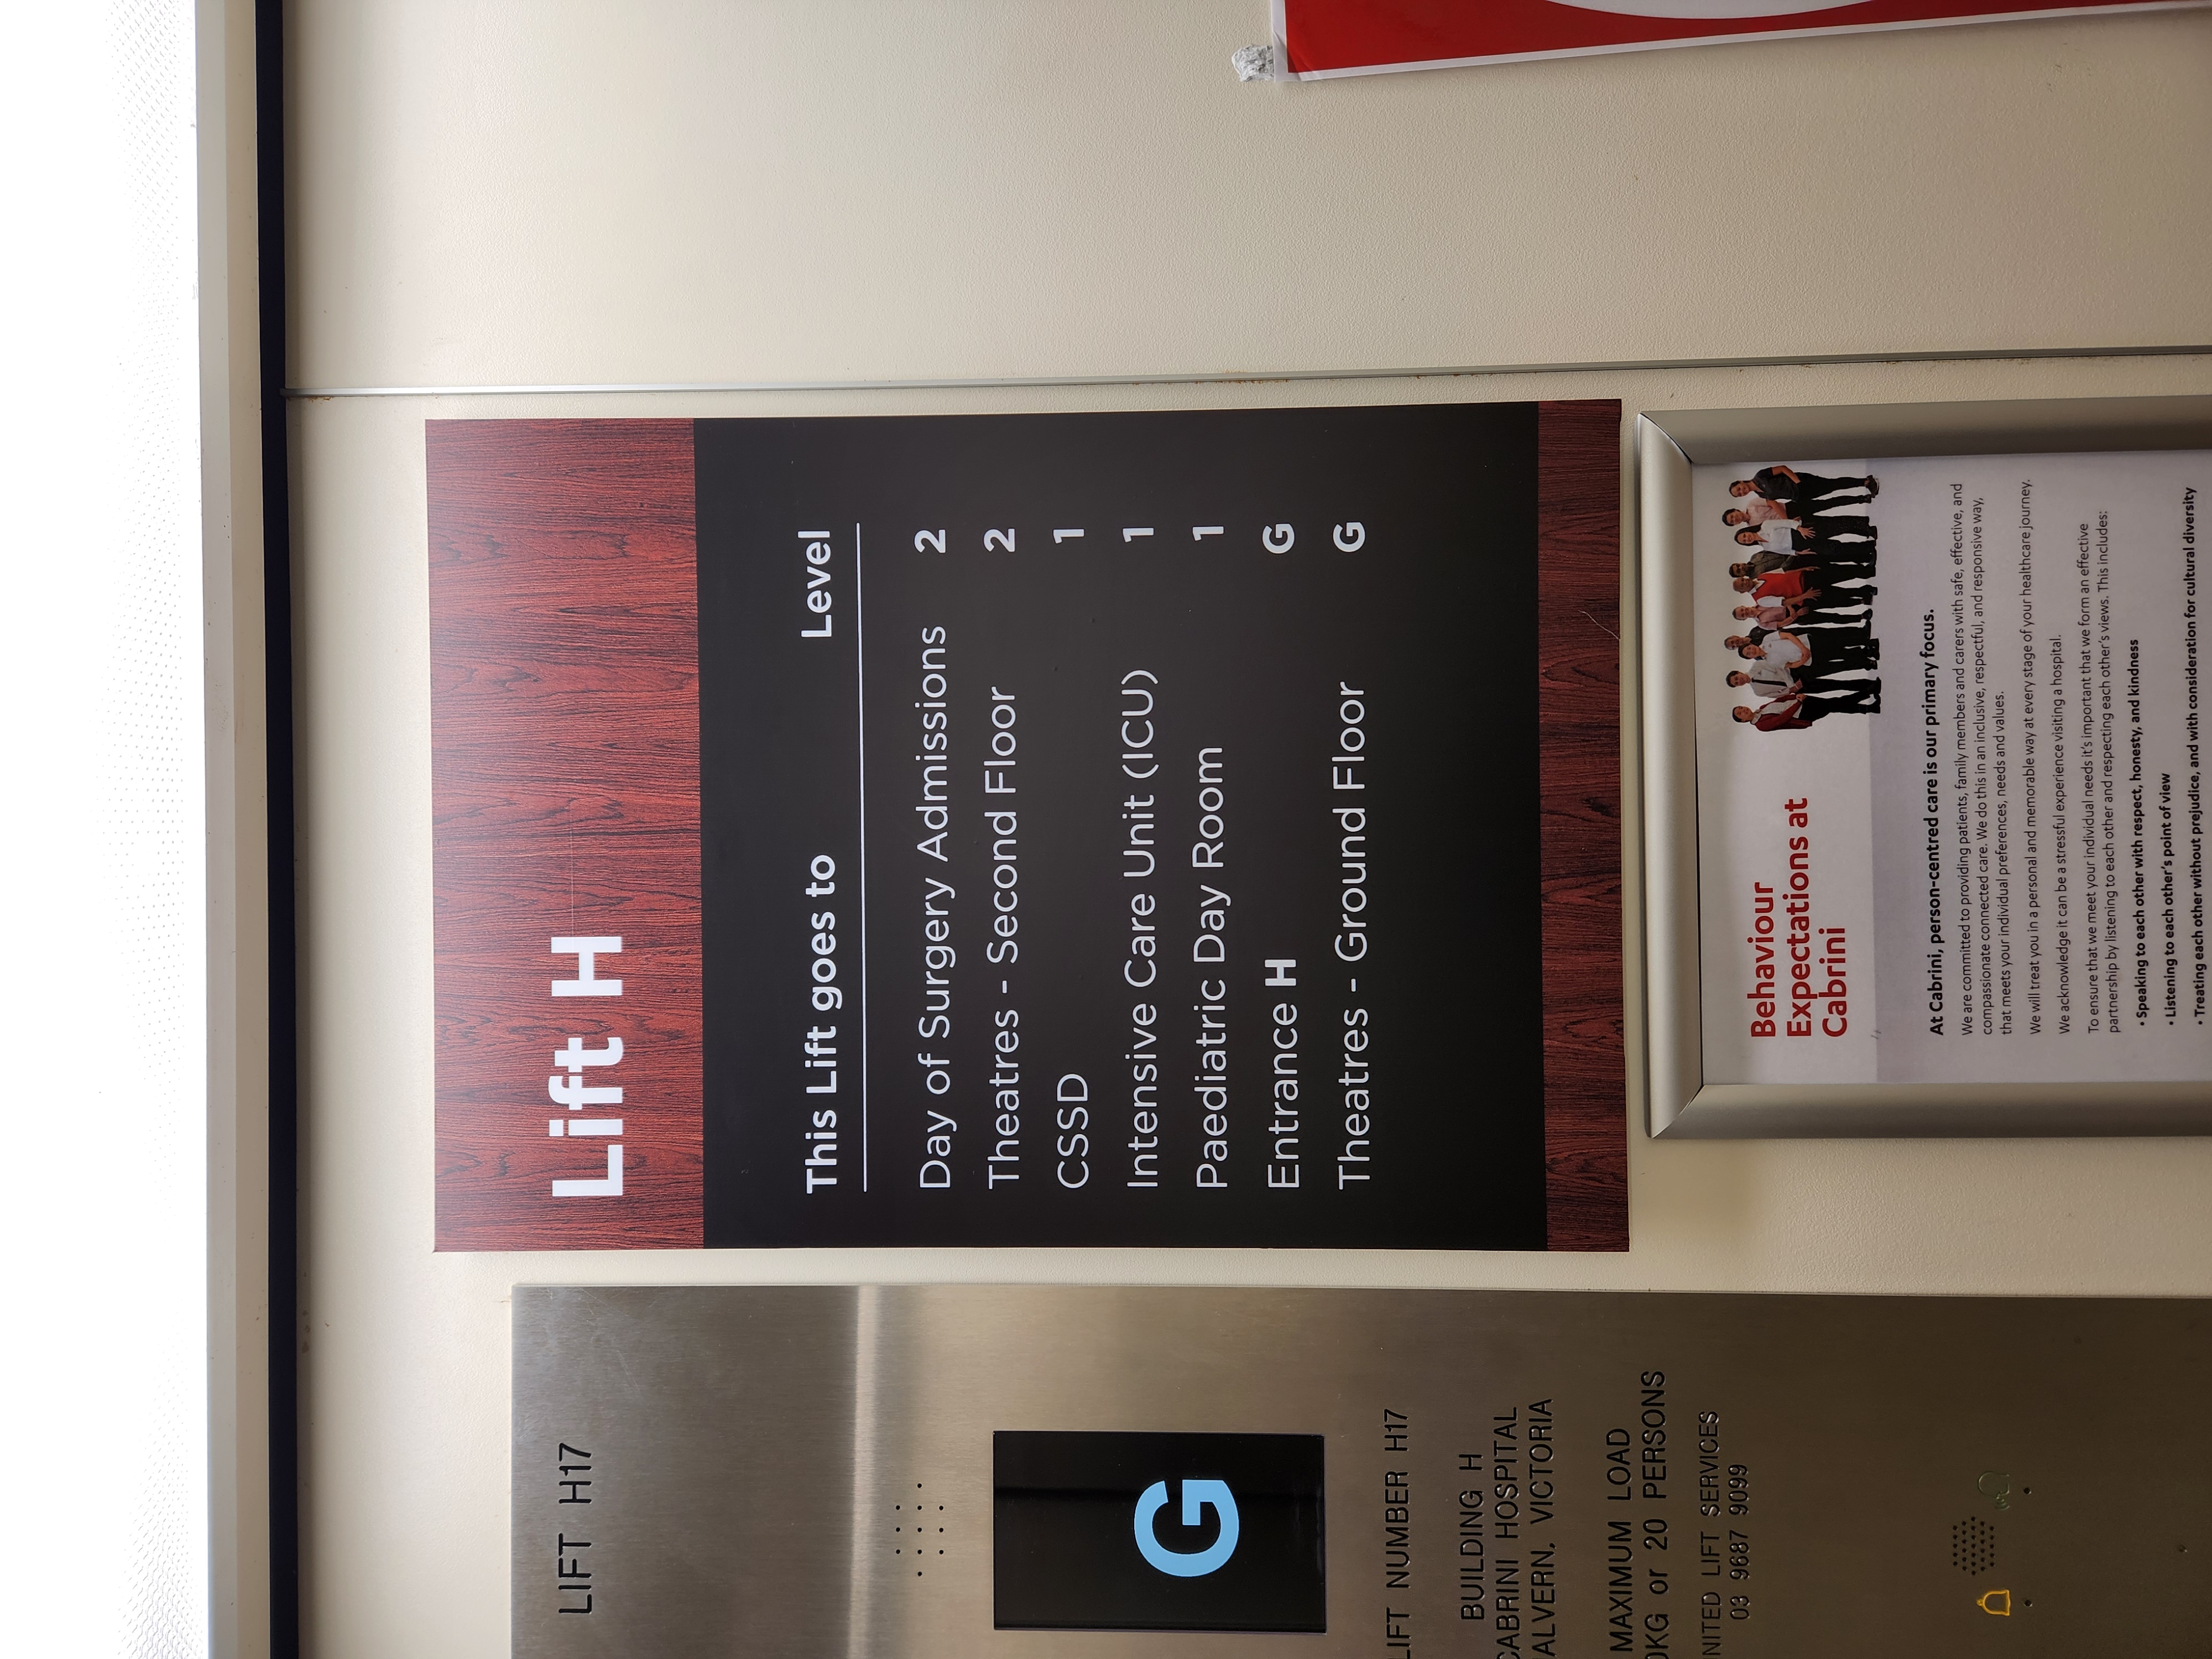 LIFT H17
G
LIFT NUMBER H17
BUILDING H
CABRINI HOSPITAL
VICTORIA
MAXIMUM LOAD
or 20 PERSONS
LIFT SERVICES
03 9687 9099
Lift H
This Lift goes to Level
Day of Surgery Admissions 2
Theatres - Second Floor 2
CSSD 1
Intensive Care Unit (ICU) 1
Paediatric Day Room 1
Entrance H G
Theatres - Ground Floor G
Behaviour
Expectations at
Cabrini
At Cabrini, person-centred care is our primary focus.
We are committed to providing patients, family members and carers with safe, effective, and
compassionate connected care. We do this in an inclusive, respectful, and responsive way,
that meets your individual preferences, needs and values.
We will treat you in a personal and memorable way at every stage of your healthcare journey.
We acknowledge it can be a stressful experience visiting a hospital.
To ensure that we meet your individual needs it's important that we form an effective
partnership by listening to each other and respecting each other's views. This includes:
• Speaking to each other with respect, honesty, and kindness
• Listening to each other's point of view
• Treating each other without prejudice, and with consideration for cultural diversity